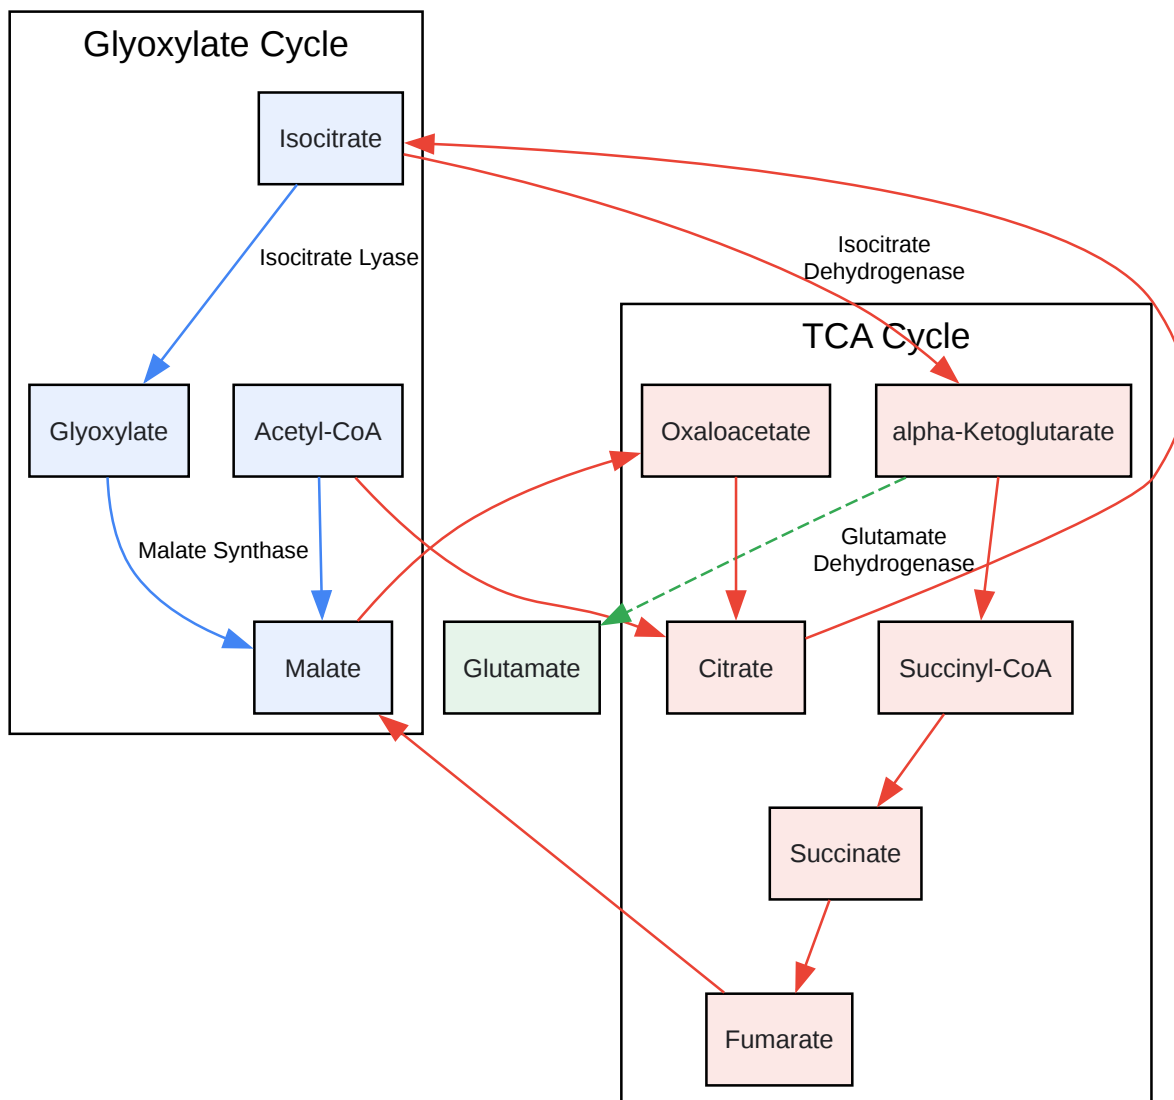 Glyoxylate Cycle
Isocitrate
Isocitrate Lyase
Isocitrate
Dehydrogenase
TCA Cycle
Glyoxylate
Acetyl-CoA
Oxaloacetate
alpha-Ketoglutarate
Malate Synthase
Glutamate
Dehydrogenase
Malate
Glutamate
Citrate
Succinyl-CoA
Succinate
Fumarate